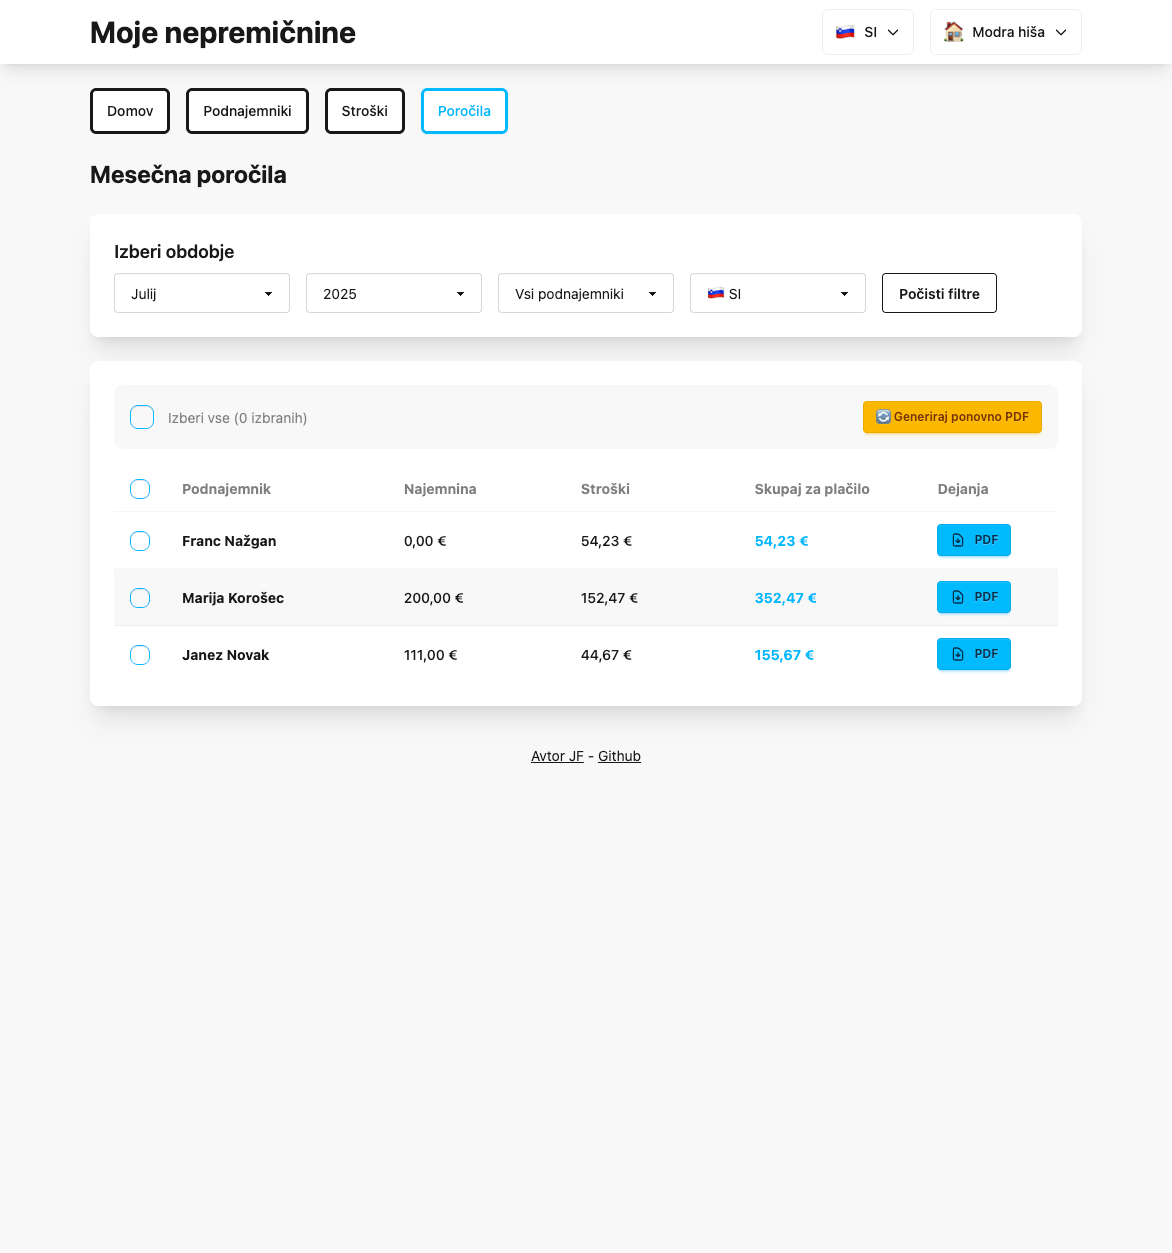 Moje nepremičnine
SI
Modra hiša
Domov
Podnajemniki
Stroški
Poročila
Mesečna poročila
Izberi obdobje
Julij
2025
Vsi podnajemniki
SI
Počisti filtre
Izberi vse (0 izbranih)
Generiraj ponovno PDF
Podnajemnik Najemnina Stroški Skupaj za plačilo Dejanja
Franc Nažgan 0,00 € 54,23 € 54,23 € PDF
Marija Korošec 200,00 € 152,47 € 352,47 € PDF
Janez Novak 111,00 € 44,67 € 155,67 € PDF
Avtor JF - Github